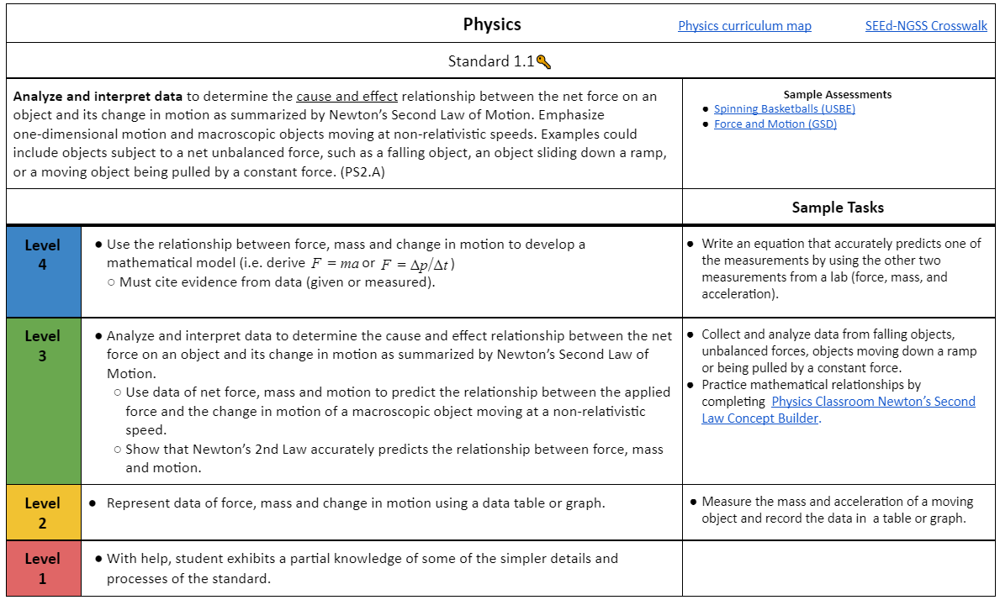 Physics
Physics curriculum map
SEEd-NGSS Crosswalk
Standard 1.1🔑
Analyze and interpret data to determine the cause and effect relationship between the net force on an
object and its change in motion as summarized by Newton's Second Law of Motion. Emphasize
one-dimensional motion and macroscopic objects moving at non-relativistic speeds. Examples could
include objects subject to a net unbalanced force, such as a falling object, an object sliding down a ramp,
or a moving object being pulled by a constant force. (PS2.A)
Sample Assessments
● Spinning Basketballs (USBE)
● Force and Motion (GSD)
Sample Tasks
Level
4
● Use the relationship between force, mass and change in motion to develop a
mathematical model (i.e. derive F = ma or F = Δp/Δt)
○ Must cite evidence from data (given or measured).
● Write an equation that accurately predicts one of
the measurements by using the other two
measurements from a lab (force, mass, and
acceleration).
Level
3
● Analyze and interpret data to determine the cause and effect relationship between the net
force on an object and its change in motion as summarized by Newton's Second Law of
Motion.
○ Use data of net force, mass and motion to predict the relationship between the applied
force and the change in motion of a macroscopic object moving at a non-relativistic
speed.
○ Show that Newton's 2nd Law accurately predicts the relationship between force, mass
and motion.
● Collect and analyze data from falling objects,
unbalanced forces, objects moving down a ramp
or being pulled by a constant force.
● Practice mathematical relationships by
completing Physics Classroom Newton's Second
Law Concept Builder.
Level
2
● Represent data of force, mass and change in motion using a data table or graph.
● Measure the mass and acceleration of a moving
object and record the data in a table or graph.
Level
1
● With help, student exhibits a partial knowledge of some of the simpler details and
processes of the standard.